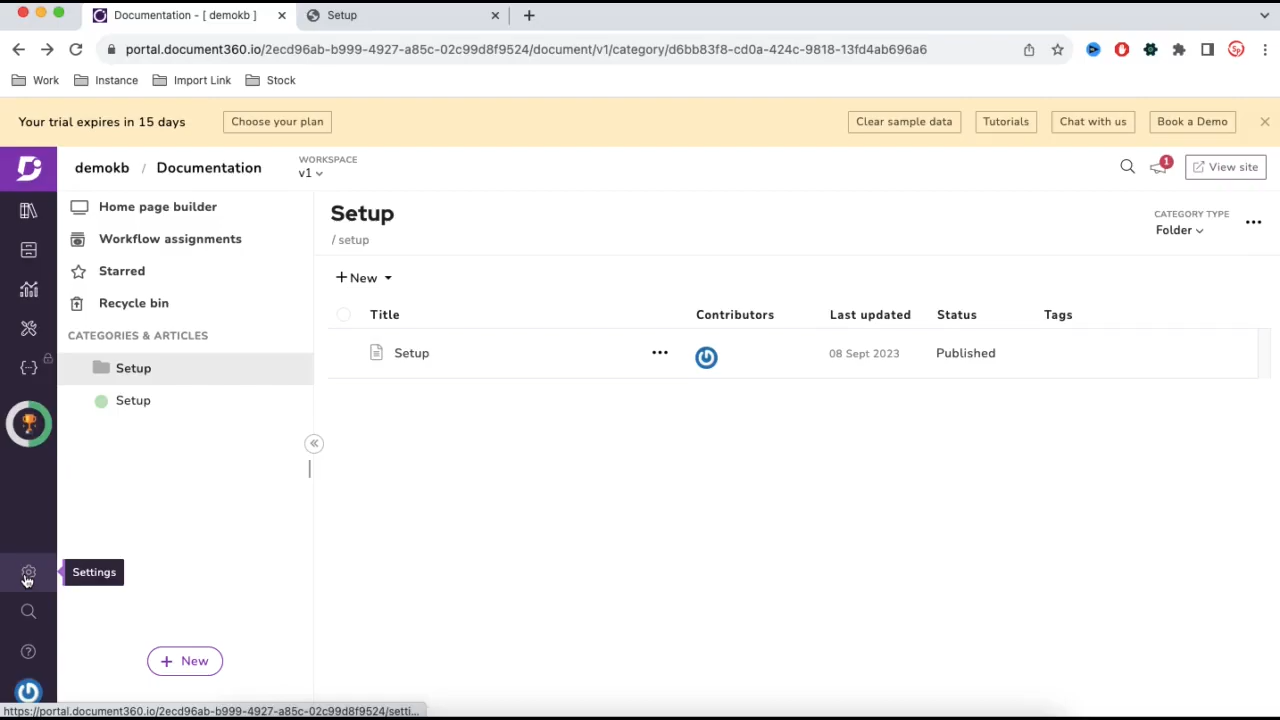 Documentation - [ demokb ]
Setup
portal.document360.io/2ecd96ab-b999-4927-a85c-02c99d8f9524/document/v1/category/d6bb83f8-cd0a-424c-9818-13fd4ab696a6
Work
Instance
Import Link
Stock
Your trial expires in 15 days
Choose your plan
Clear sample data
Tutorials
Chat with us
Book a Demo
demokb / Documentation
WORKSPACE
v1
1
View site
Home page builder
Workflow assignments
Starred
Recycle bin
CATEGORIES & ARTICLES
Setup
Setup
Setup
/ setup
CATEGORY TYPE
Folder
+ New
Title Contributors Last updated Status Tags
Setup 08 Sept 2023 Published
Settings
+ New
https://portal.document360.io/2ecd96ab-b999-4927-a85c-02c99d8f9524/setti...